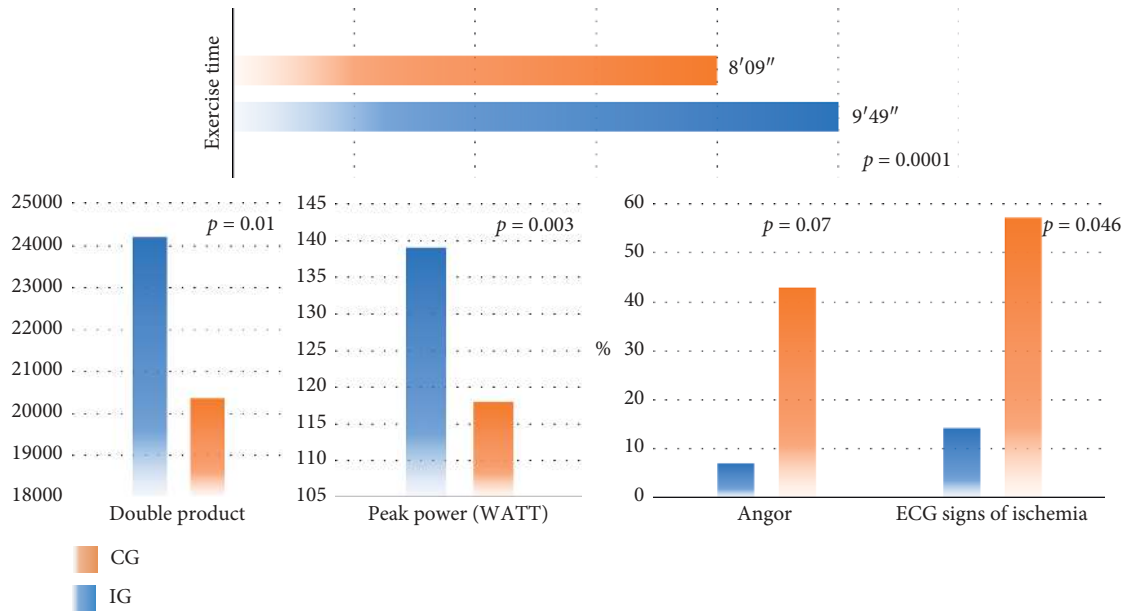 Exercise time
8′09″
9′49″
p = 0.0001
25000
24000
23000
22000
21000
20000
19000
18000
p = 0.01
Double product
145
140
135
130
125
120
115
110
105
p = 0.003
Peak power (WATT)
%
60
50
40
30
20
10
0
p = 0.07
p = 0.046
Angor
ECG signs of ischemia
CG
IG